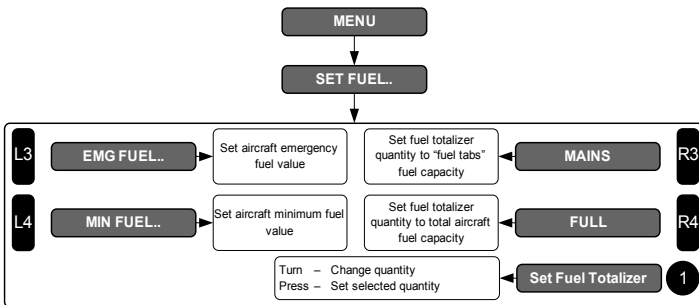 MENU
SET FUEL..
L3
EMG FUEL..
Set aircraft emergency
fuel value
Set fuel totalizer
quantity to “fuel tabs”
fuel capacity
MAINS
R3
L4
MIN FUEL..
Set aircraft minimum fuel
value
Set fuel totalizer
quantity to total aircraft
fuel capacity
FULL
R4
Turn – Change quantity
Press – Set selected quantity
Set Fuel Totalizer
1